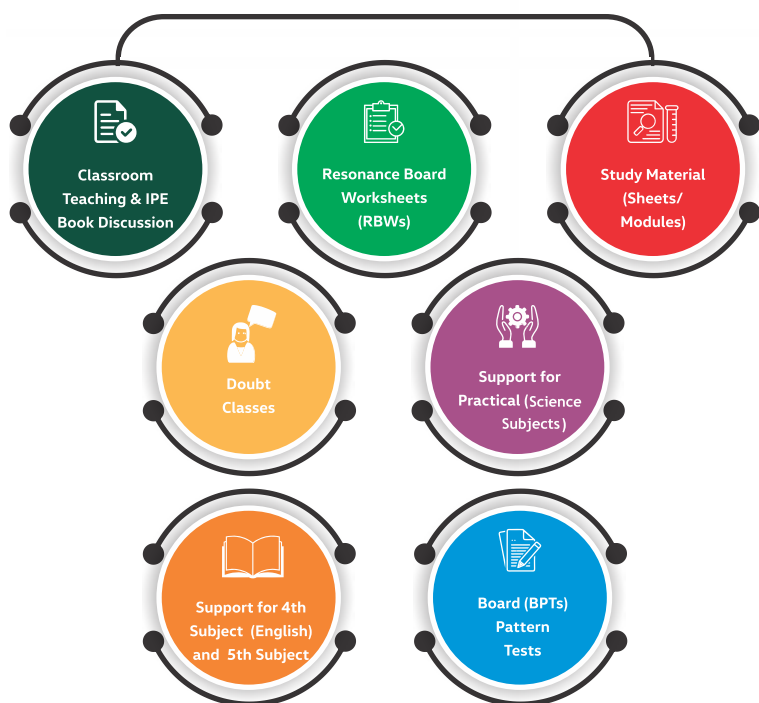 Classroom
Teaching & IPE
Book Discussion
Resonance Board
Worksheets
(RBWs)
Study Material
(Sheets/
Modules)
Doubt
Classes
Support for
Practical (Science
Subjects)
Support for 4th
Subject (English)
and 5th Subject
Board (BPTs)
Pattern
Tests